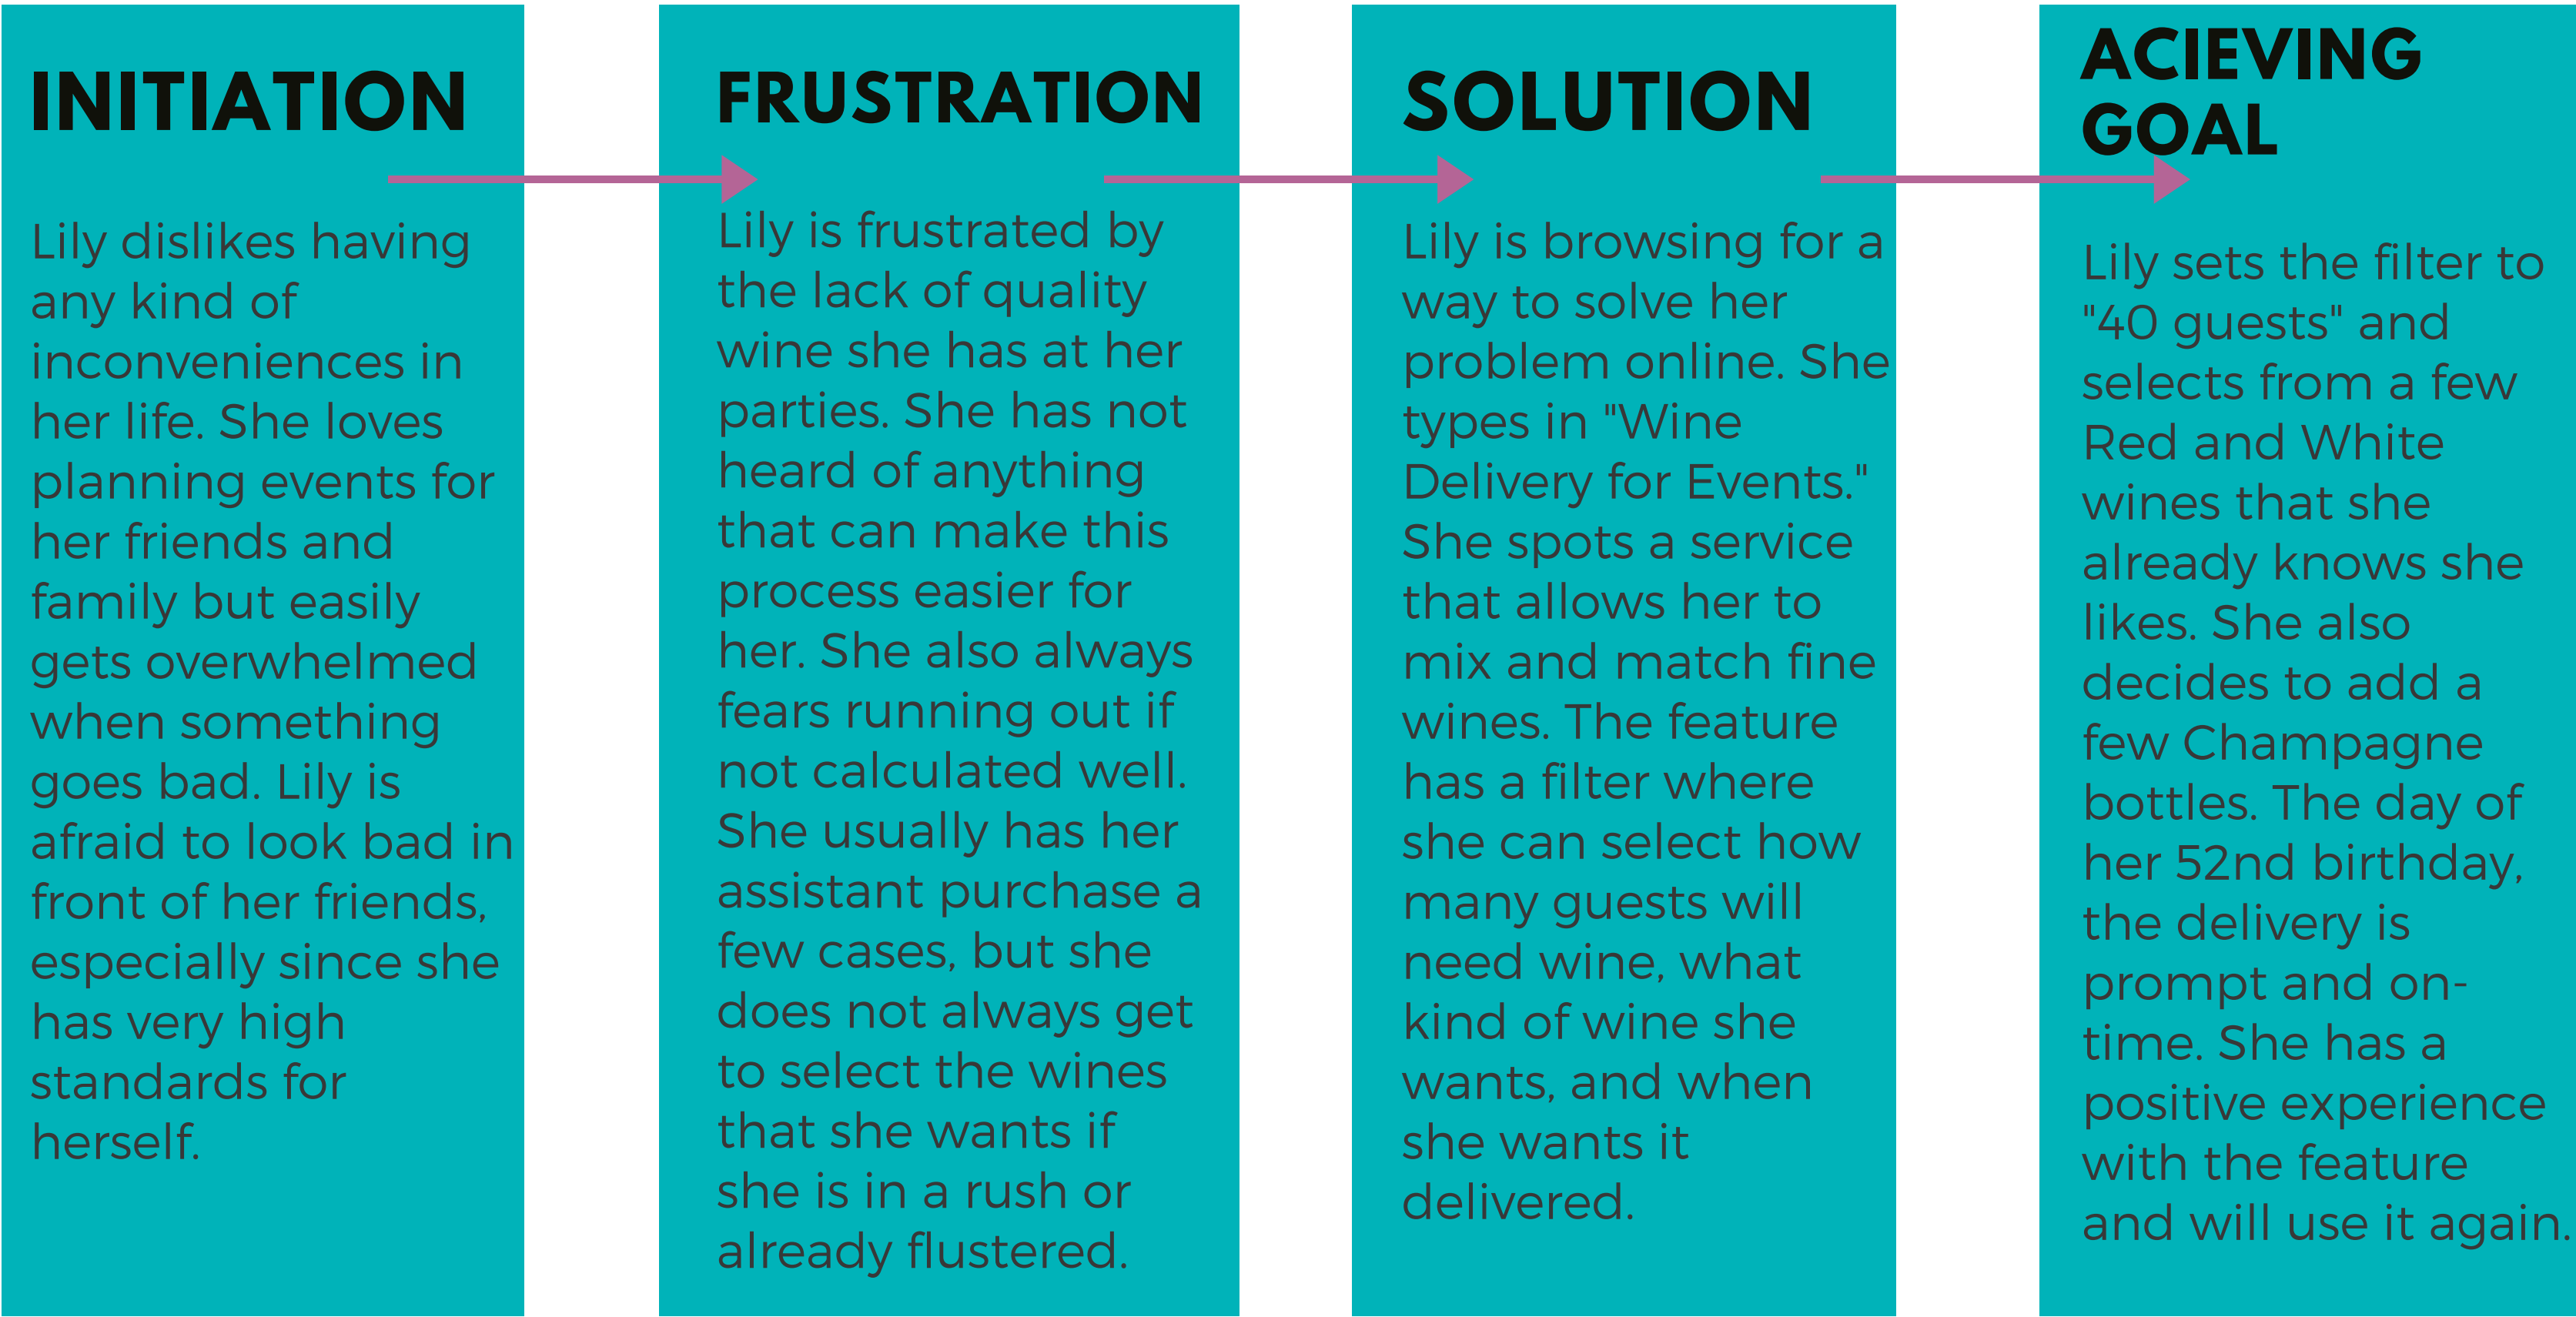 INITIATION
Lily dislikes having
any kind of
inconveniences in
her life. She loves
planning events for
her friends and
family but easily
gets overwhelmed
when something
goes bad. Lily is
afraid to look bad in
front of her friends,
especially since she
has very high
standards for
herself.
FRUSTRATION
Lily is frustrated by
the lack of quality
wine she has at her
parties. She has not
heard of anything
that can make this
process easier for
her. She also always
fears running out if
not calculated well.
She usually has her
assistant purchase a
few cases, but she
does not always get
to select the wines
that she wants if
she is in a rush or
already flustered.
SOLUTION
Lily is browsing for a
way to solve her
problem online. She
types in "Wine
Delivery for Events."
She spots a service
that allows her to
mix and match fine
wines. The feature
has a filter where
she can select how
many guests will
need wine, what
kind of wine she
wants, and when
she wants it
delivered.
ACIEVING
GOAL
Lily sets the filter to
"40 guests" and
selects from a few
Red and White
wines that she
already knows she
likes. She also
decides to add a
few Champagne
bottles. The day of
her 52nd birthday,
the delivery is
prompt and on-
time. She has a
positive experience
with the feature
and will use it again.